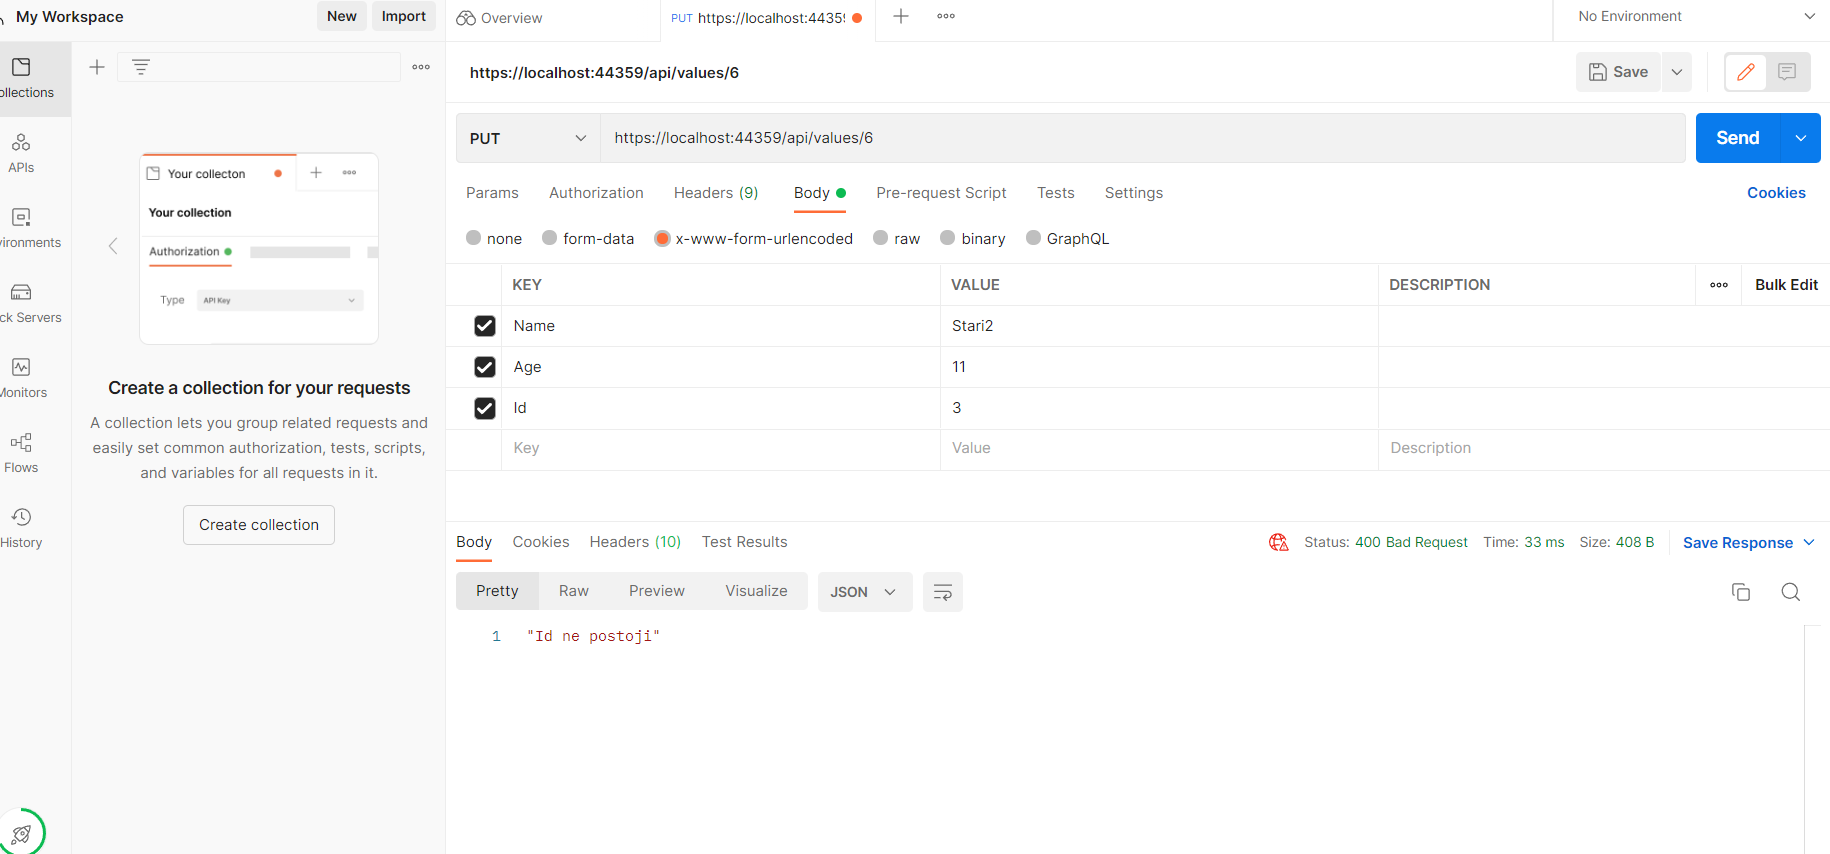 My Workspace
New
Import
Overview
PUT https://localhost:4435
No Environment
ollections
APIs
vironments
ck Servers
Monitors
Flows
History
Your collecton
Your collection
Authorization
Type
API Key
Create a collection for your requests
A collection lets you group related requests and
easily set common authorization, tests, scripts,
and variables for all requests in it.
Create collection
https://localhost:44359/api/values/6
Save
PUT
https://localhost:44359/api/values/6
Send
Params Authorization Headers (9) Body Pre-request Script Tests Settings Cookies
none form-data x-www-form-urlencoded raw binary GraphQL
KEY VALUE DESCRIPTION Bulk Edit
Name Stari2
Age 11
Id 3
Key Value Description
Body Cookies Headers (10) Test Results Status: 400 Bad Request Time: 33 ms Size: 408 B Save Response
Pretty Raw Preview Visualize JSON
1 "Id ne postoji"